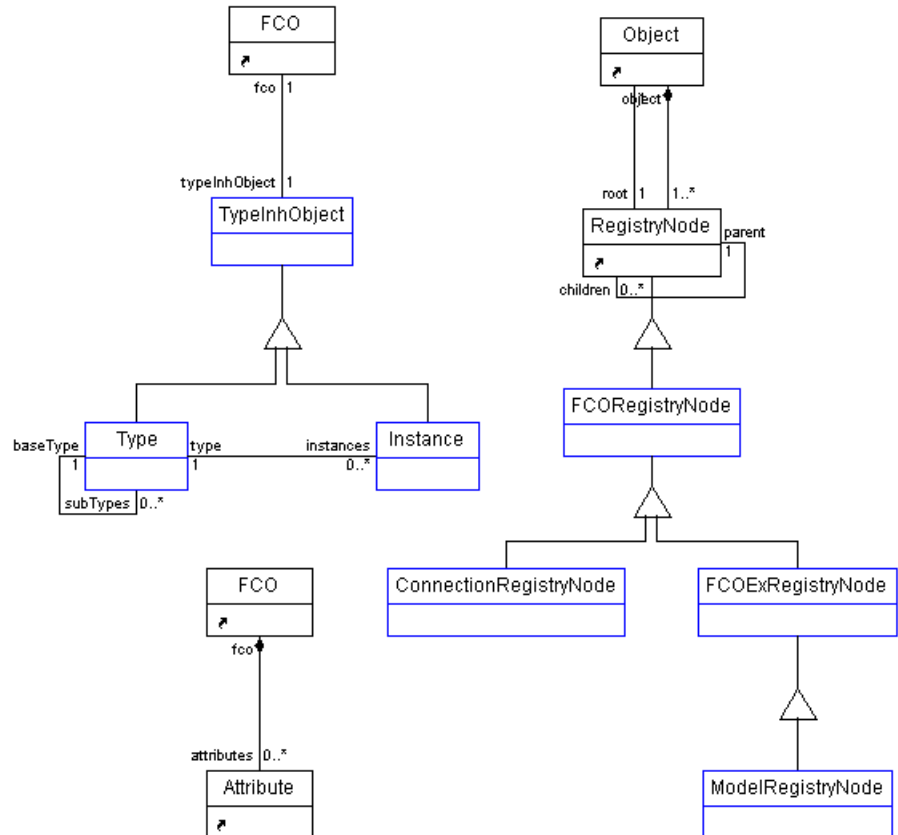 FCO
fco 1
typeInhObject 1
TypeInhObject
baseType
1
Type
type
1
instances
0..*
Instance
subTypes 0..*
FCO
fco
attributes 0..*
Attribute
Object
root 1
1..*
RegistryNode
parent
1
children 0..*
FCORegistryNode
ConnectionRegistryNode
FCOExRegistryNode
ModelRegistryNode